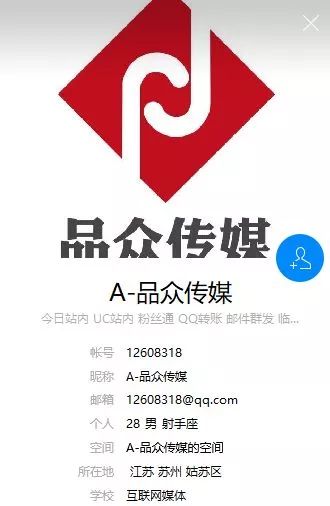 品众传媒
A-品众传媒
今日站内 UC站内 粉丝通 QQ转账 邮件群发 临...
帐号 12608318
昵称 A-品众传媒
邮箱 12608318@qq.com
个人 28 男 射手座
空间 A-品众传媒的空间
所在地 江苏 苏州 姑苏区
学校 互联网媒体